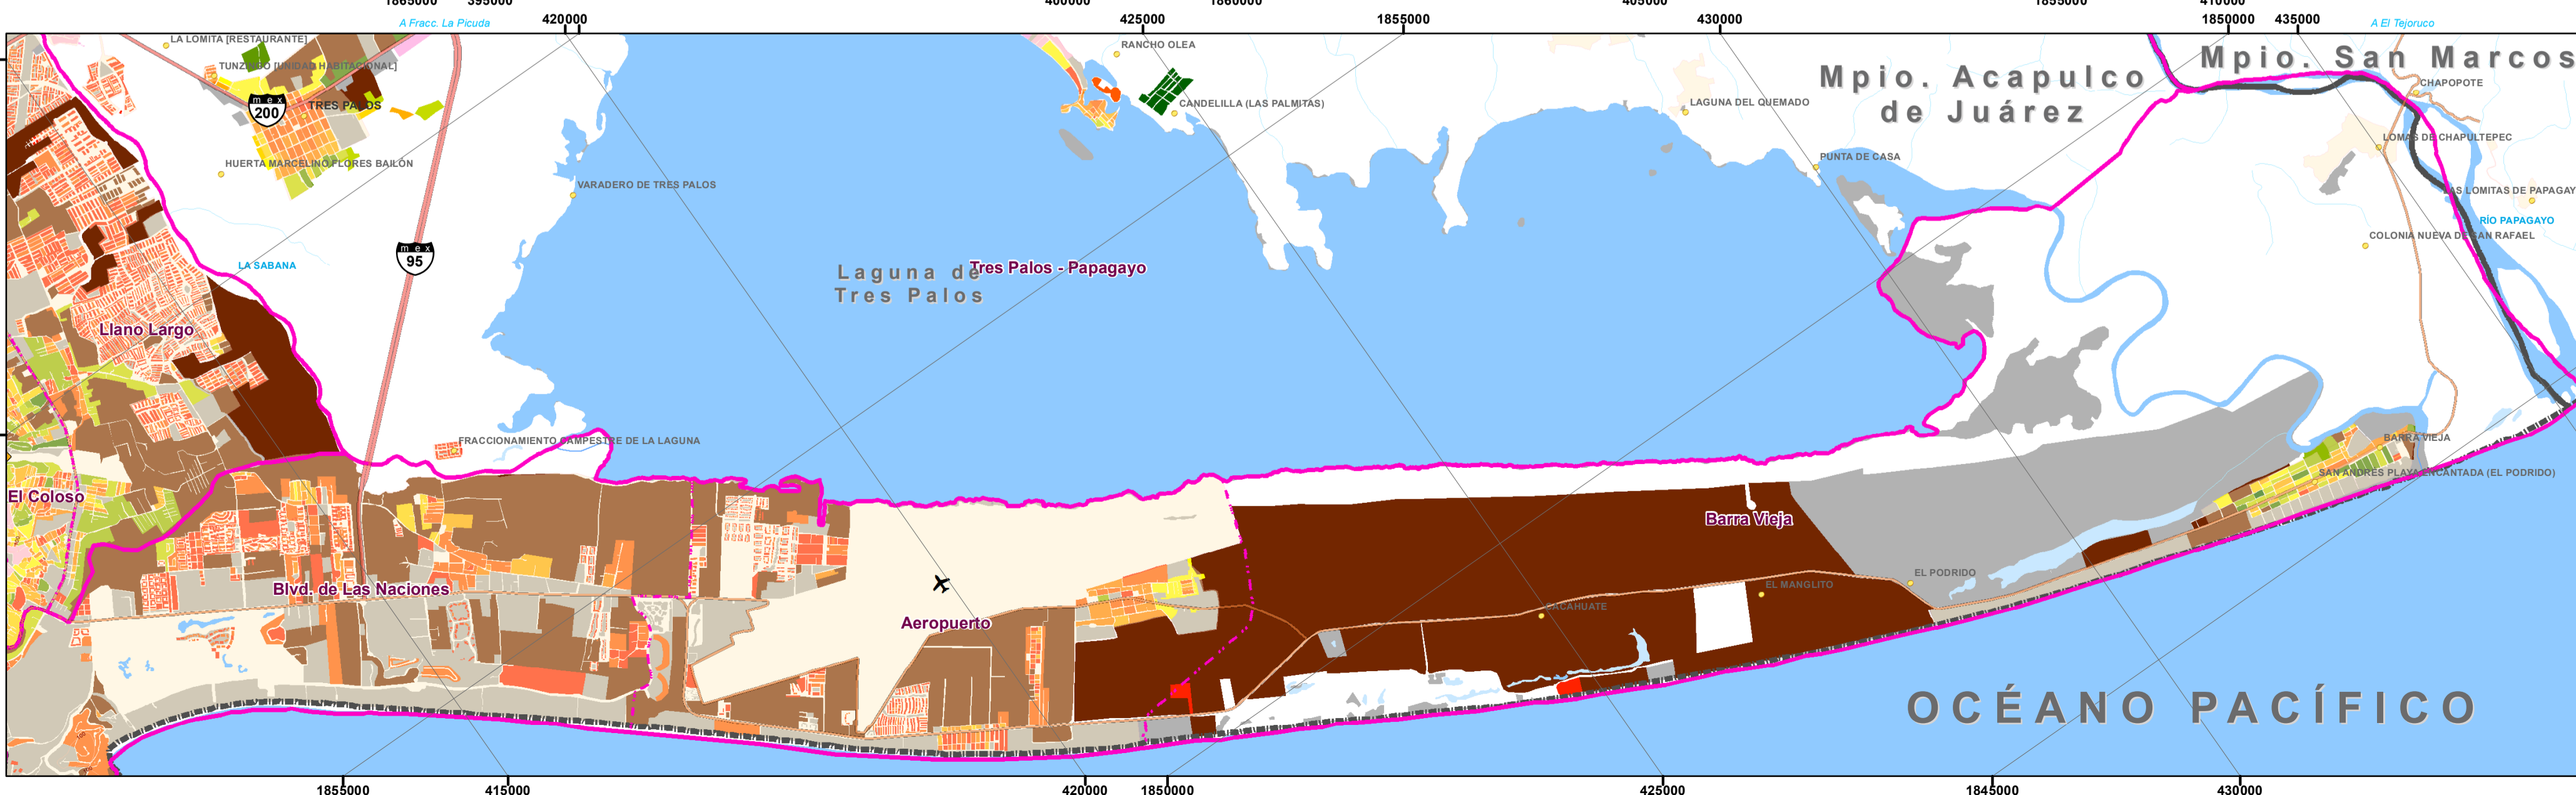 1865000 395000 400000 1860000 405000 1855000 410000
A Fracc. La Picuda 420000 425000 1855000 430000 1850000 435000 A El Tejoruco
LA LOMITA [RESTAURANTE]
RANCHO OLEA
Mpio. San Marcos
TUNZINGO [UNIDAD HABITACIONAL]
Mpio. Acapulco
de Juárez
CHAPOPOTE
mex
200
TRES PALOS
CANDELILLA (LAS PALMITAS)
LAGUNA DEL QUEMADO
LOMAS DE CHAPULTEPEC
HUERTA MARCELINO FLORES BAILÓN
PUNTA DE CASA
VARADERO DE TRES PALOS
LAS LOMITAS DE PAPAGAY
RÍO PAPAGAYO
COLONIA NUEVA DE SAN RAFAEL
mex
95
LA SABANA
Laguna de
Tres Palos
Tres Palos - Papagayo
Llano Largo
FRACCIONAMIENTO CAMPESTRE DE LA LAGUNA
BARRA VIEJA
SAN ANDRES PLAYA ENCANTADA (EL PODRIDO)
El Coloso
Barra Vieja
EL PODRIDO
Blvd. de Las Naciones
EL MANGLITO
CACAHUATE
Aeropuerto
OCÉANO PACÍFICO
1855000 415000 420000 1850000 425000 1845000 430000